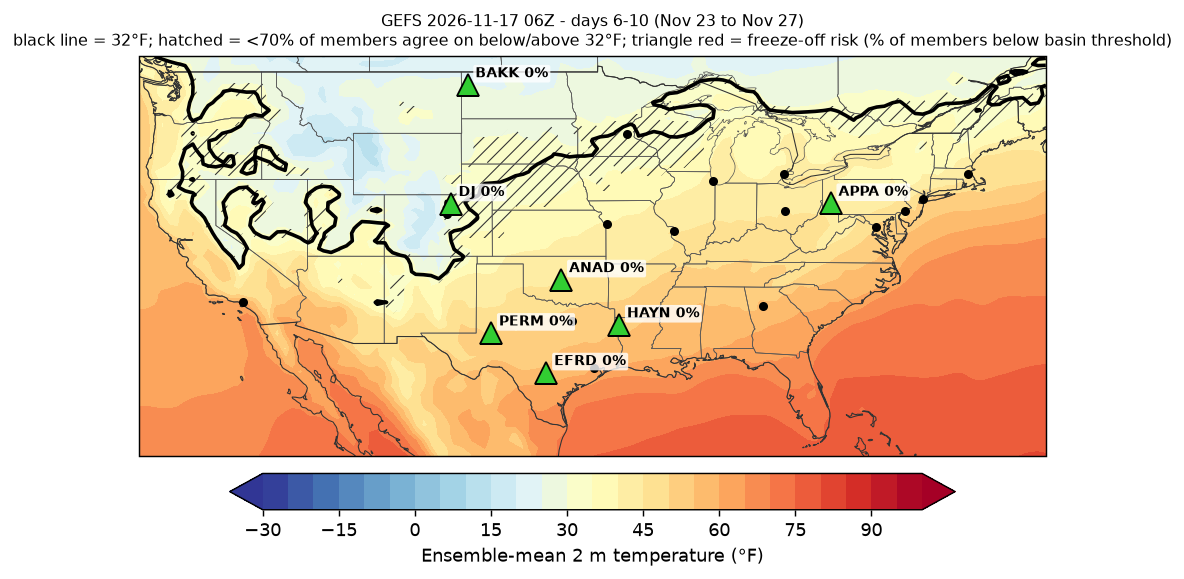 GEFS 2026-11-17 06Z - days 6-10 (Nov 23 to Nov 27)
black line = 32°F; hatched = <70% of members agree on below/above 32°F; triangle red = freeze-off risk (% of members below basin threshold)
BAKK 0%
DJ 0%
APPA 0%
ANAD 0%
HAYN 0%
PERM 0%
EFRD 0%
−30 −15 0 15 30 45 60 75 90
Ensemble-mean 2 m temperature (°F)